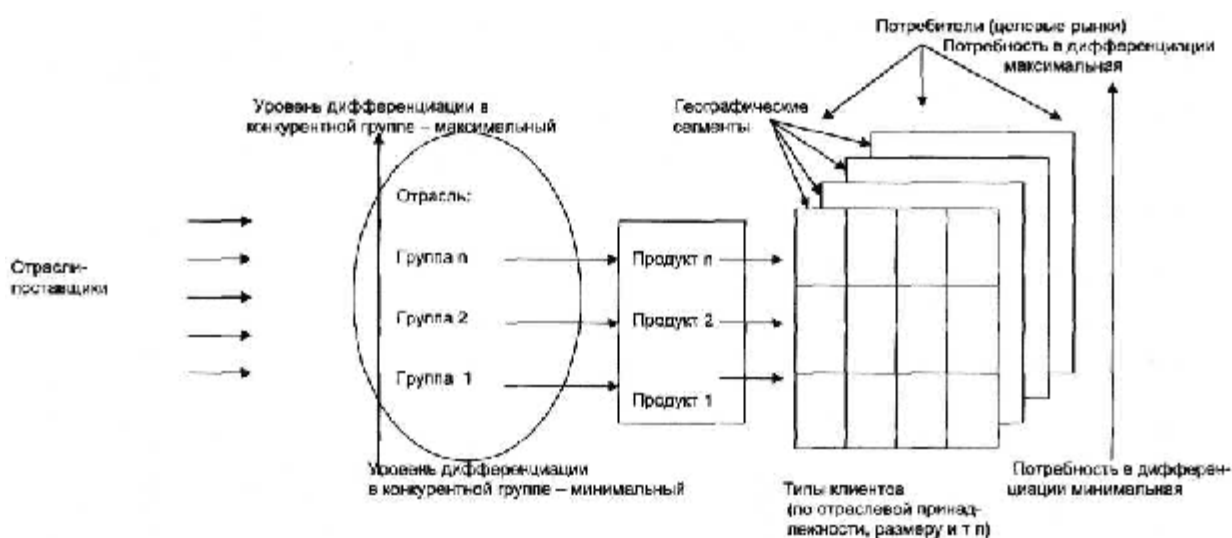 Потребители (целевые рынки)
Потребность в дифференциации
максимальная
Уровень дифференциации в
конкурентной группе – максимальный
Географические
сегменты
Отрасль:
Отрасли-
поставщики
Группа n
Продукт n
Группа 2
Продукт 2
Группа 1
Продукт 1
Уровень дифференциации
в конкурентной группе – минимальный
Типы клиентов
(по отраслевой принад-
лежности, размеру и т п)
Потребность в дифферен-
циации минимальная